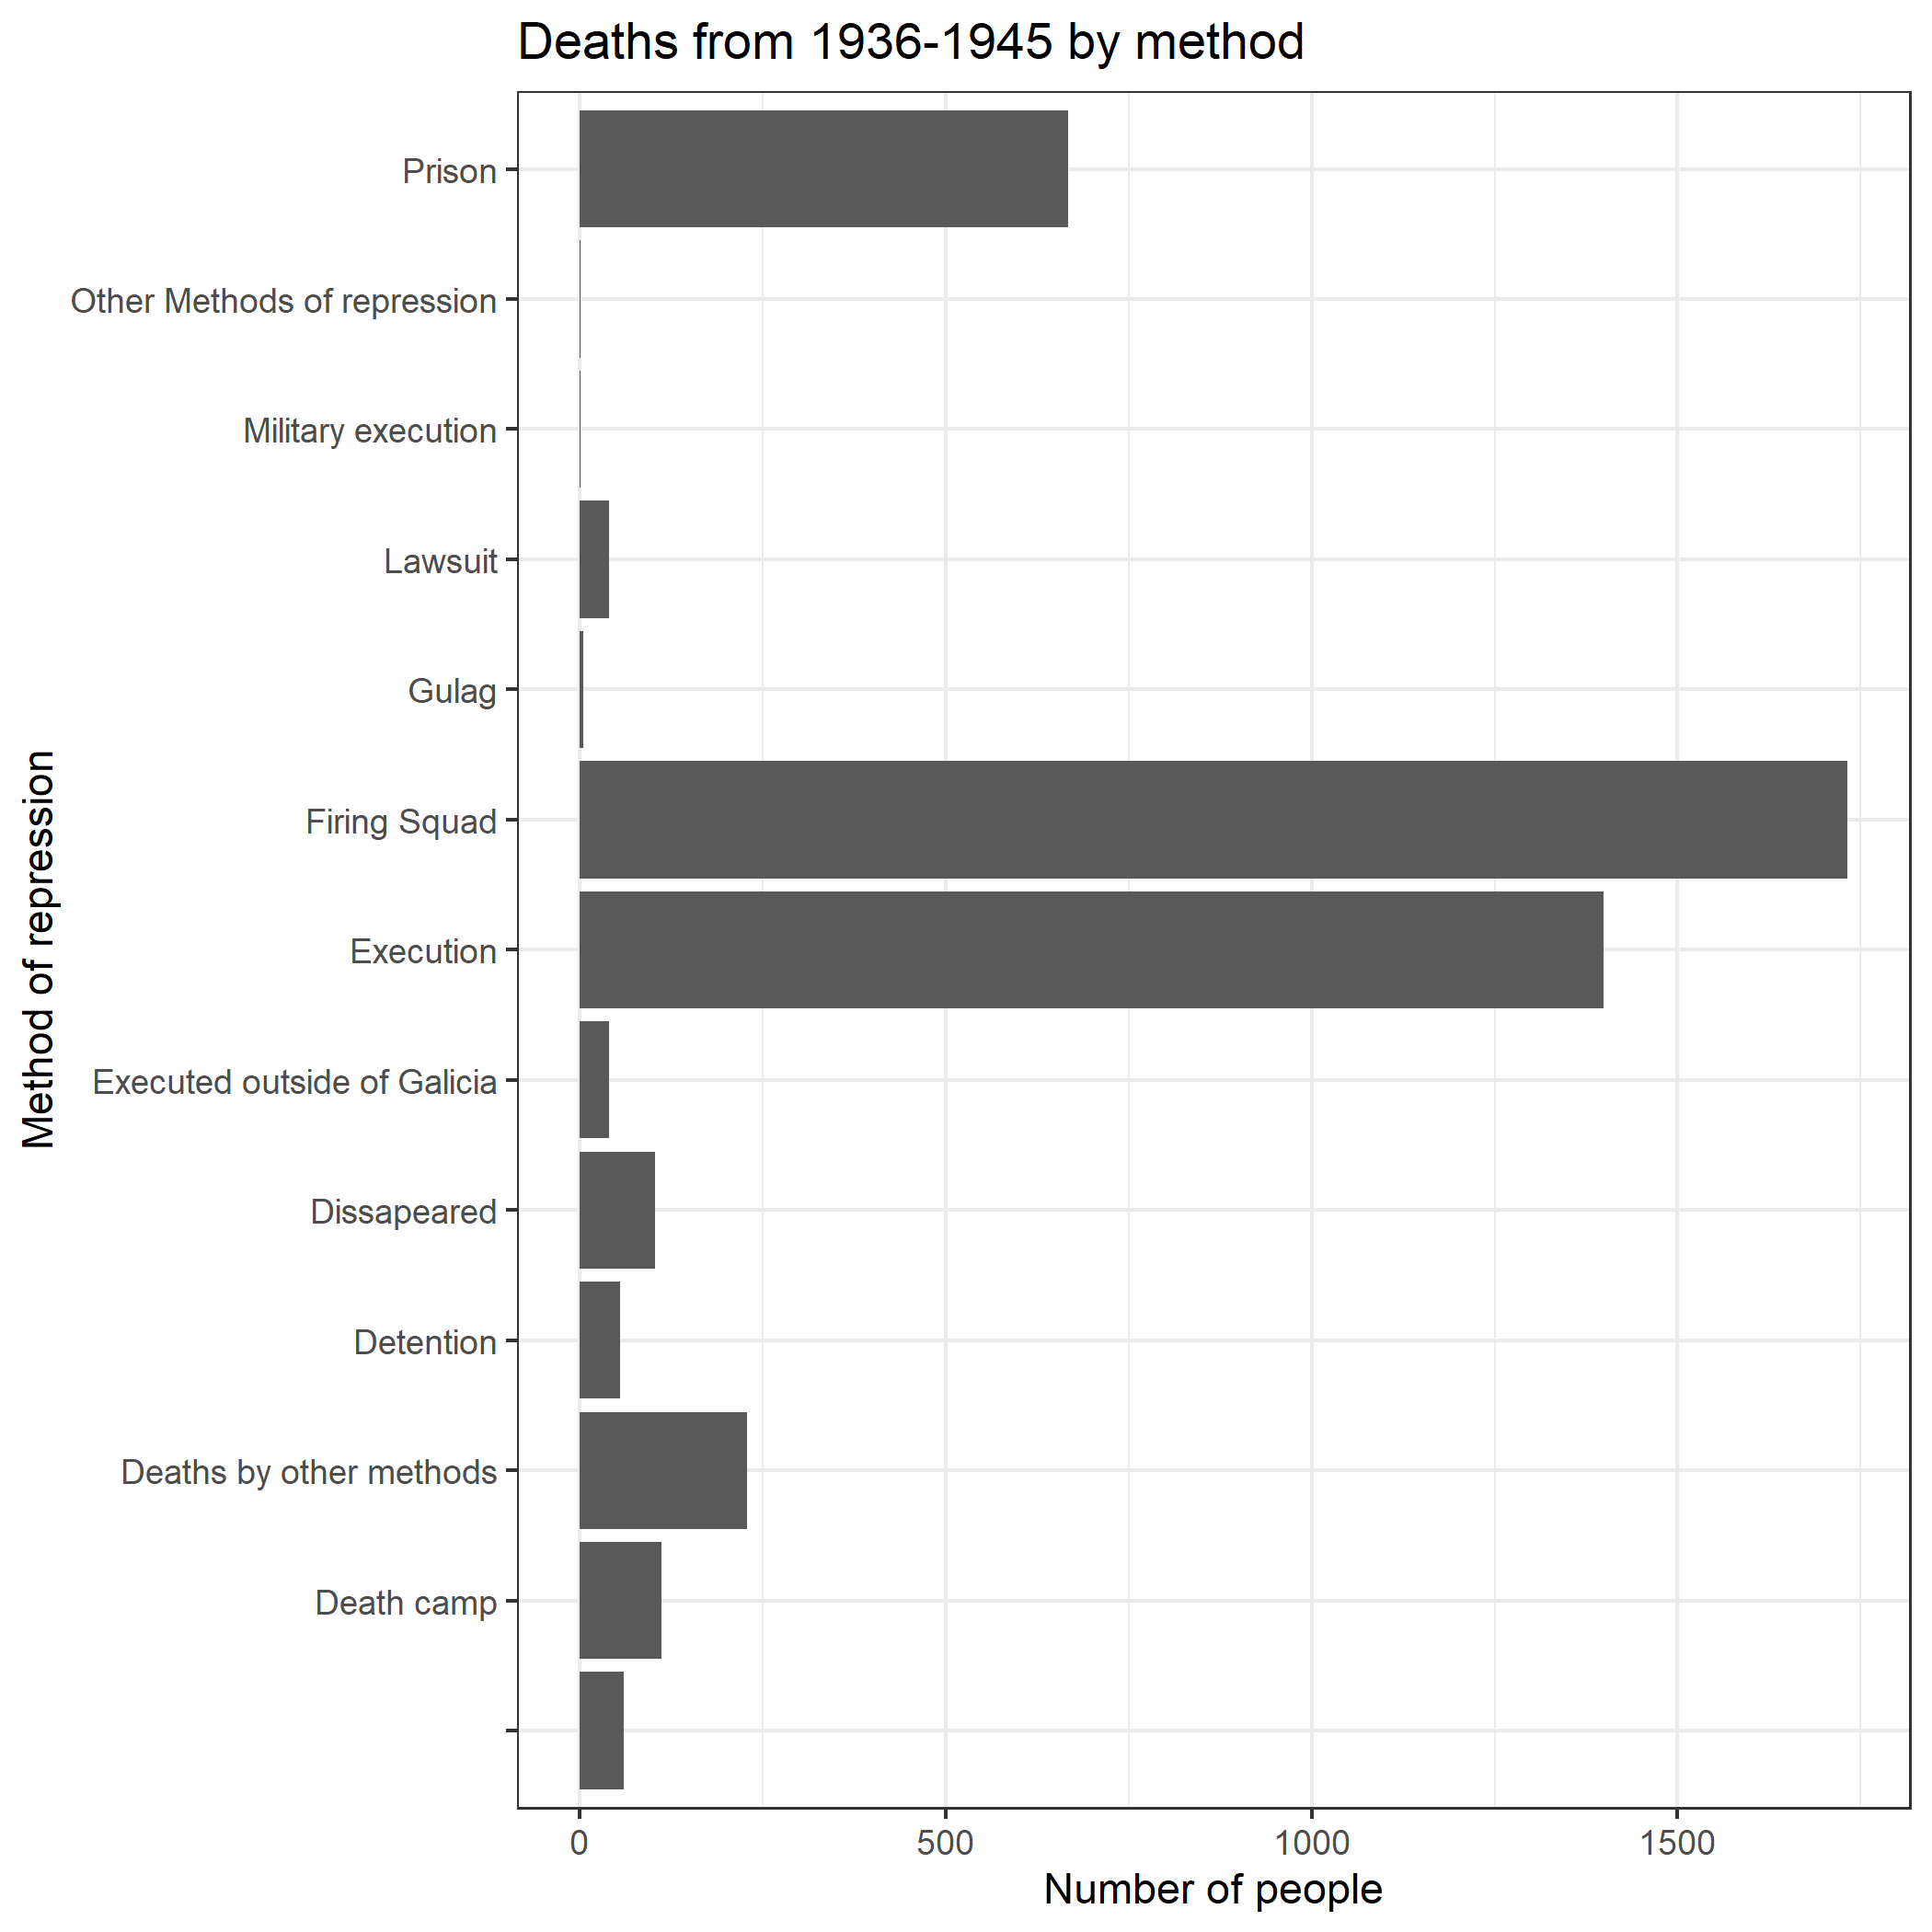 Deaths from 1936-1945 by method
Prison
Other Methods of repression
Military execution
Lawsuit
Gulag
Firing Squad
Execution
Executed outside of Galicia
Dissapeared
Detention
Deaths by other methods
Death camp
Method of repression
0 500 1000 1500
Number of people